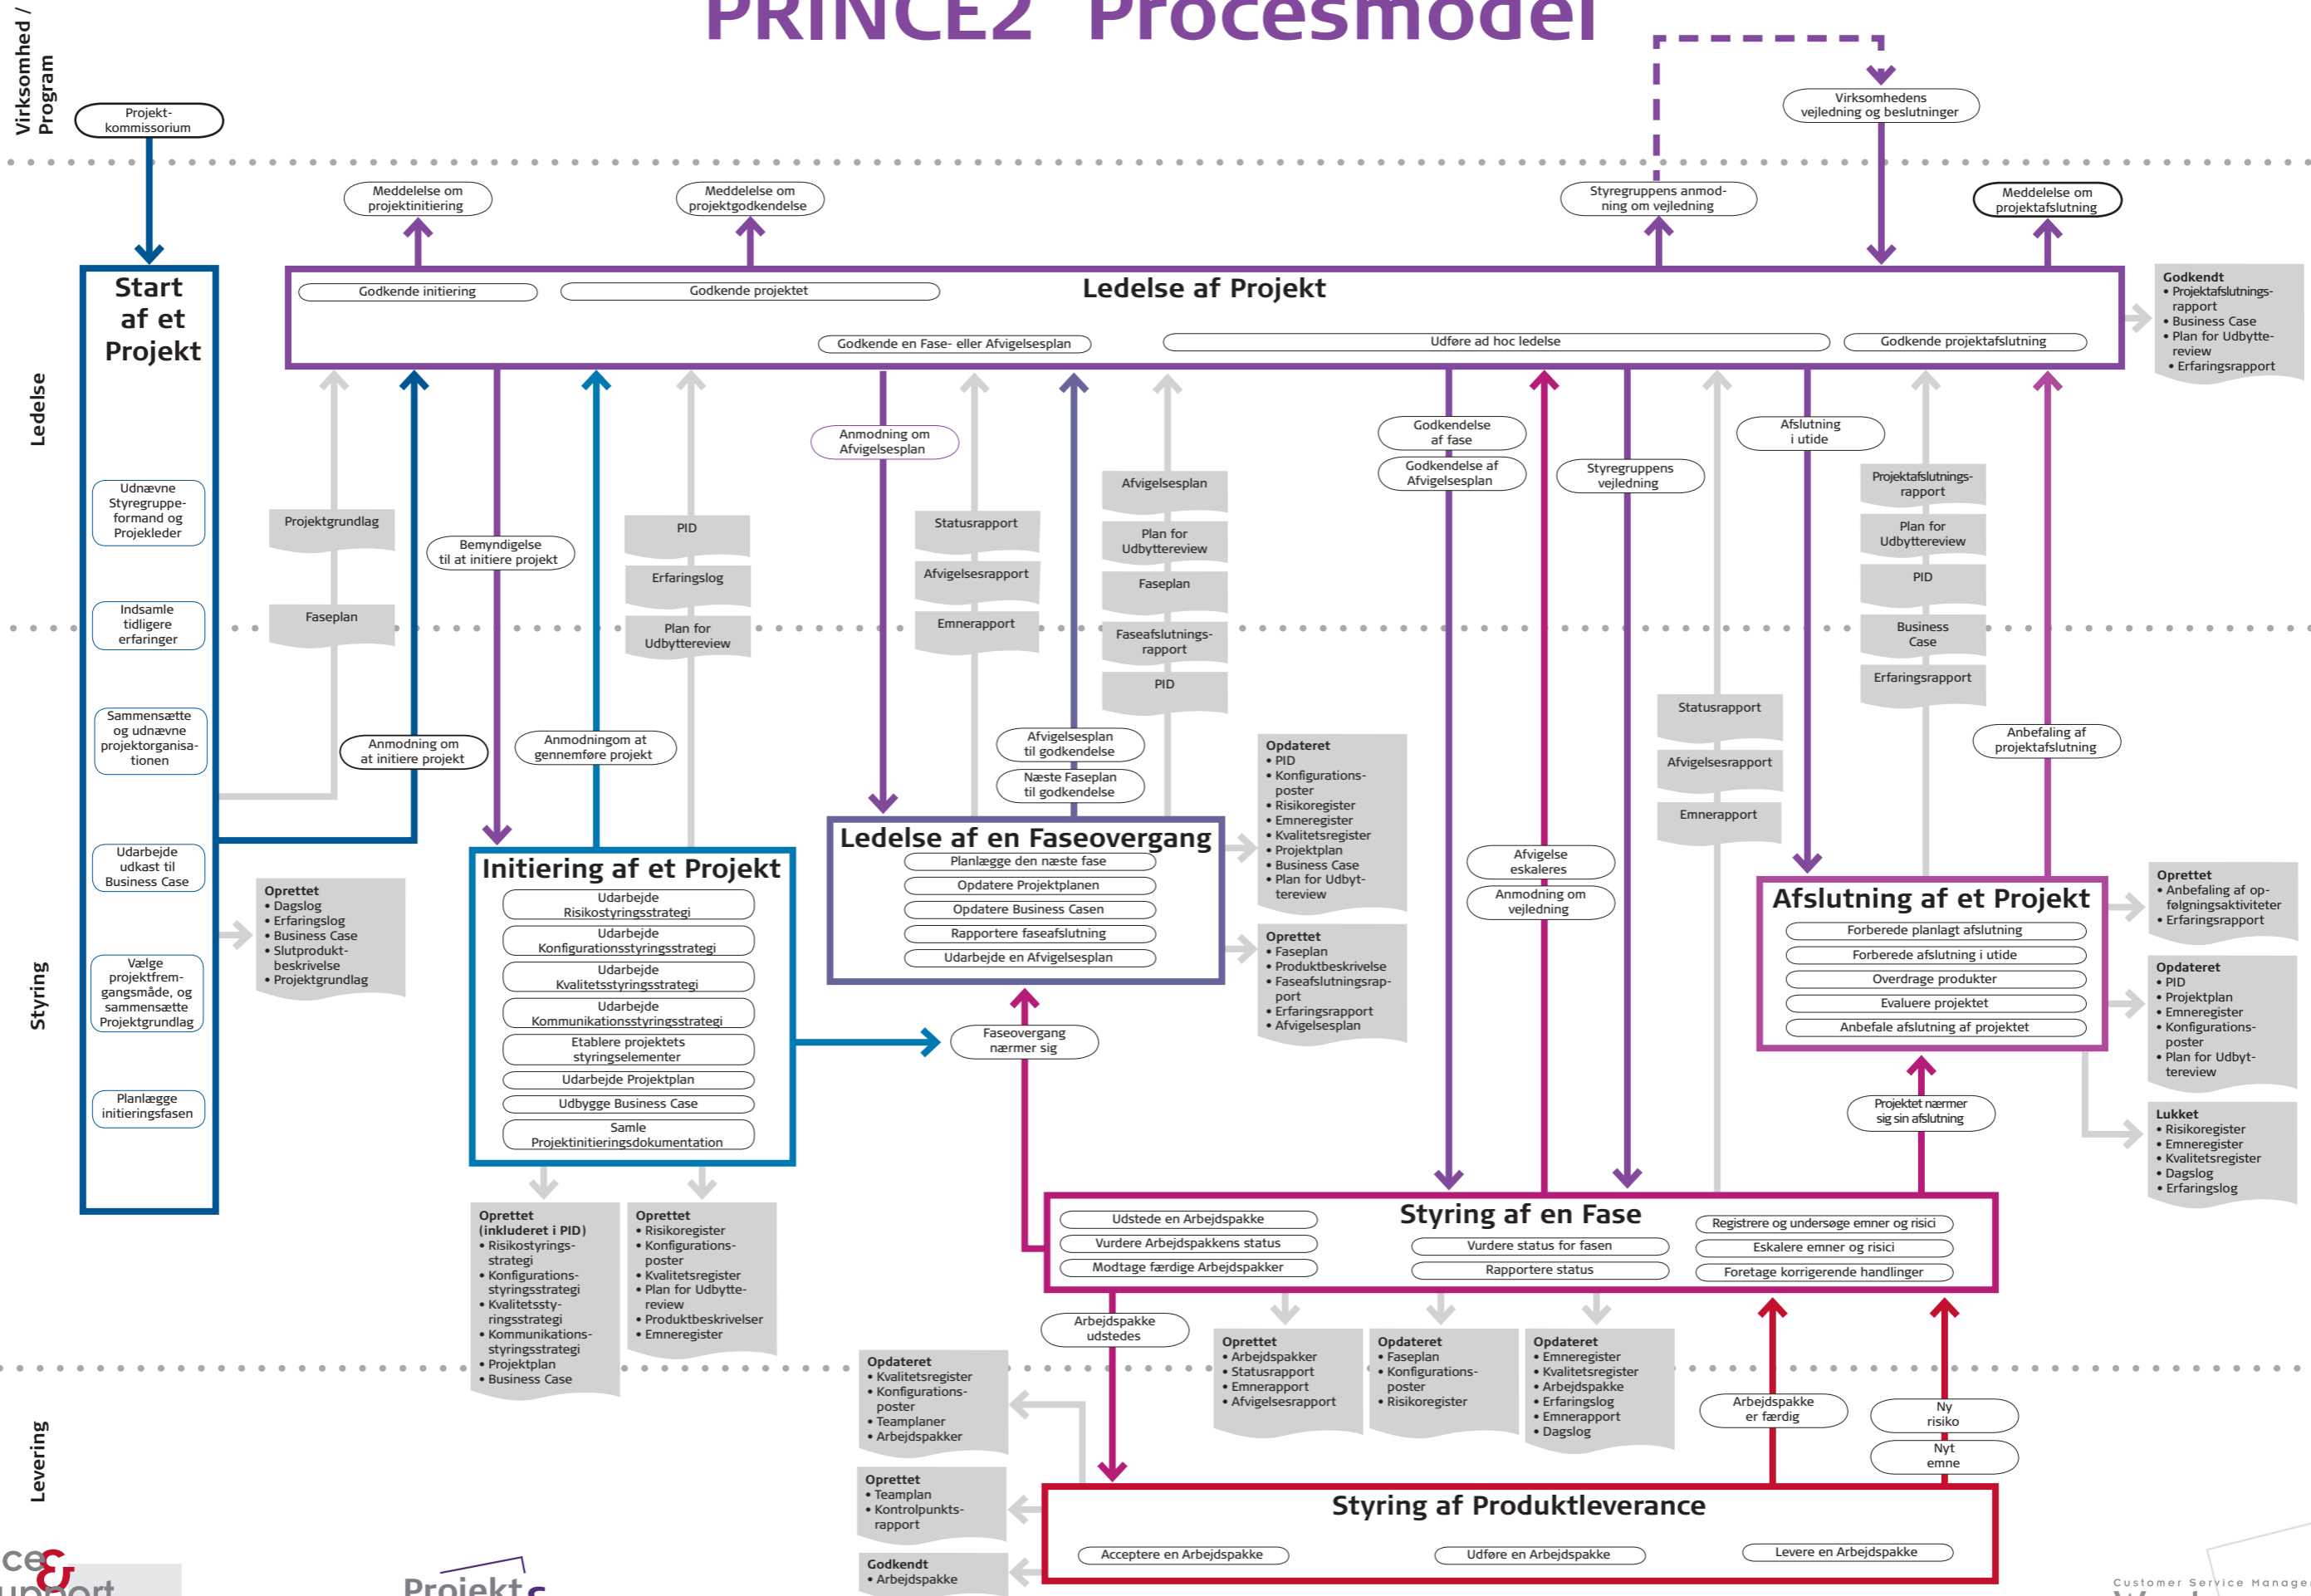 PRINCE2 Procesmodel
Virksomhed /
Program
Projekt-
kommissorium
Virksomhedens
vejledning og beslutninger
Ledelse
Meddelelse om
projektinitiering
Meddelelse om
projektgodkendelse
Styregruppens anmod-
ning om vejledning
Meddelelse om
projektafslutning
Start
af et
Projekt
Udnævne
Styregruppe-
formand og
Projekleder
Indsamle
tidligere
erfaringer
Sammensætte
og udnævne
projektorganisa-
tionen
Udarbejde
udkast til
Business Case
Vælge
projektfrem-
gangsmåde, og
sammensætte
Projektgrundlag
Planlægge
initieringsfasen
Ledelse af Projekt
Godkende initiering
Godkende projektet
Godkende en Fase- eller Afvigelsesplan
Udføre ad hoc ledelse
Godkende projektafslutning
Godkendt
• Projektafslutnings-
rapport
• Business Case
• Plan for Udbytte-
review
• Erfaringsrapport
Projektgrundlag
Faseplan
Anmodning om
at initiere projekt
Bemyndigelse
til at initiere projekt
Anmodningom at
gennemføre projekt
PID
Erfaringslog
Plan for
Udbyttereview
Anmodning om
Afvigelsesplan
Statusrapport
Afvigelsesrapport
Emnerapport
Afvigelsesplan
til godkendelse
Næste Faseplan
til godkendelse
Afvigelsesplan
Plan for
Udbyttereview
Faseplan
Faseafslutnings-
rapport
PID
Godkendelse
af fase
Godkendelse af
Afvigelsesplan
Afvigelse
eskaleres
Anmodning om
vejledning
Styregruppens
vejledning
Statusrapport
Afvigelsesrapport
Emnerapport
Afslutning
i utide
Projektafslutnings-
rapport
Plan for
Udbyttereview
PID
Business
Case
Erfaringsrapport
Anbefaling af
projektafslutning
Styring
Oprettet
• Dagslog
• Erfaringslog
• Business Case
• Slutprodukt-
beskrivelse
• Projektgrundlag
Initiering af et Projekt
Udarbejde
Risikostyringsstrategi
Udarbejde
Konfigurationsstyringsstrategi
Udarbejde
Kvalitetsstyringsstrategi
Udarbejde
Kommunikationsstyringsstrategi
Etablere projektets
styringselementer
Udarbejde Projektplan
Udbygge Business Case
Samle
Projektinitieringsdokumentation
Oprettet
(inkluderet i PID)
• Risikostyrings-
strategi
• Konfigurations-
styringsstrategi
• Kvalitetssty-
ringsstrategi
• Kommunikations-
styringsstrategi
• Projektplan
• Business Case
Oprettet
• Risikoregister
• Konfigurations-
poster
• Kvalitetsregister
• Plan for Udbytte-
review
• Produktbeskrivelser
• Emneregister
Ledelse af en Faseovergang
Planlægge den næste fase
Opdatere Projektplanen
Opdatere Business Casen
Rapportere faseafslutning
Udarbejde en Afvigelsesplan
Opdateret
• PID
• Konfigurations-
poster
• Risikoregister
• Emneregister
• Kvalitetsregister
• Projektplan
• Business Case
• Plan for Udbyt-
tereview
Oprettet
• Faseplan
• Produktbeskrivelse
• Faseafslutningsrap-
port
• Erfaringsrapport
• Afvigelsesplan
Faseovergang
nærmer sig
Afslutning af et Projekt
Forberede planlagt afslutning
Forberede afslutning i utide
Overdrage produkter
Evaluere projektet
Anbefale afslutning af projektet
Oprettet
• Anbefaling af op-
følgningsaktiviteter
• Erfaringsrapport
Opdateret
• PID
• Projektplan
• Emneregister
• Konfigurations-
poster
• Plan for Udbyt-
tereview
Lukket
• Risikoregister
• Emneregister
• Kvalitetsregister
• Dagslog
• Erfaringslog
Projektet nærmer
sig sin afslutning
Styring af en Fase
Udstede en Arbejdspakke
Vurdere Arbejdspakkens status
Modtage færdige Arbejdspakker
Vurdere status for fasen
Rapportere status
Registrere og undersøge emner og risici
Eskalere emner og risici
Foretage korrigerende handlinger
Arbejdspakke
udstedes
Oprettet
• Arbejdspakker
• Statusrapport
• Emnerapport
• Afvigelsesrapport
Opdateret
• Faseplan
• Konfigurations-
poster
• Risikoregister
Opdateret
• Emneregister
• Kvalitetsregister
• Arbejdspakke
• Erfaringslog
• Emnerapport
• Dagslog
Arbejdspakke
er færdig
Ny
risiko
Nyt
emne
Levering
Opdateret
• Kvalitetsregister
• Konfigurations-
poster
• Teamplaner
• Arbejdspakker
Oprettet
• Teamplan
• Kontrolpunkts-
rapport
Godkendt
• Arbejdspakke
Styring af Produktleverance
Acceptere en Arbejdspakke
Udføre en Arbejdspakke
Levere en Arbejdspakke
ce&
upport
Projekt
Customer Service Manager